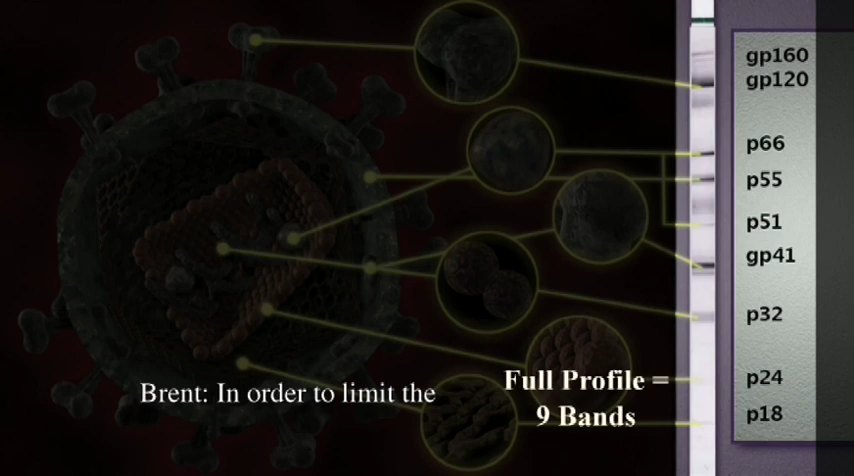 gp160
gp120
p66
p55
p51
gp41
p32
p24
p18
Full Profile =
9 Bands
Brent: In order to limit the